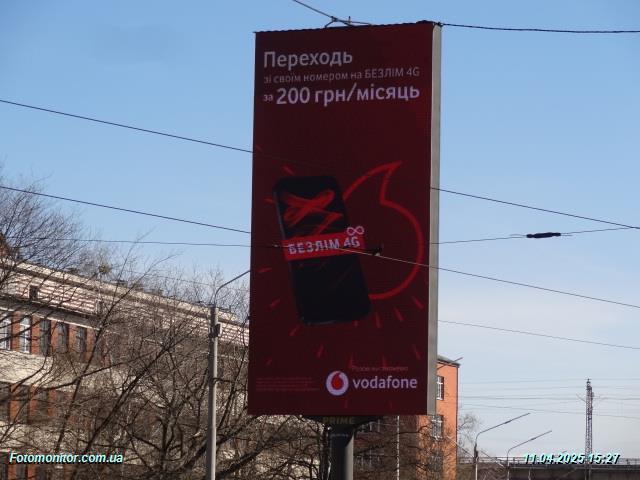 Переходь
зі своїм номером на БЕЗЛІМ 4G
за 200 грн/місяць
БЕЗЛІМ 4G
vodafone
PRIME
Fotomonitor.com.ua
11.04.2025 15:27